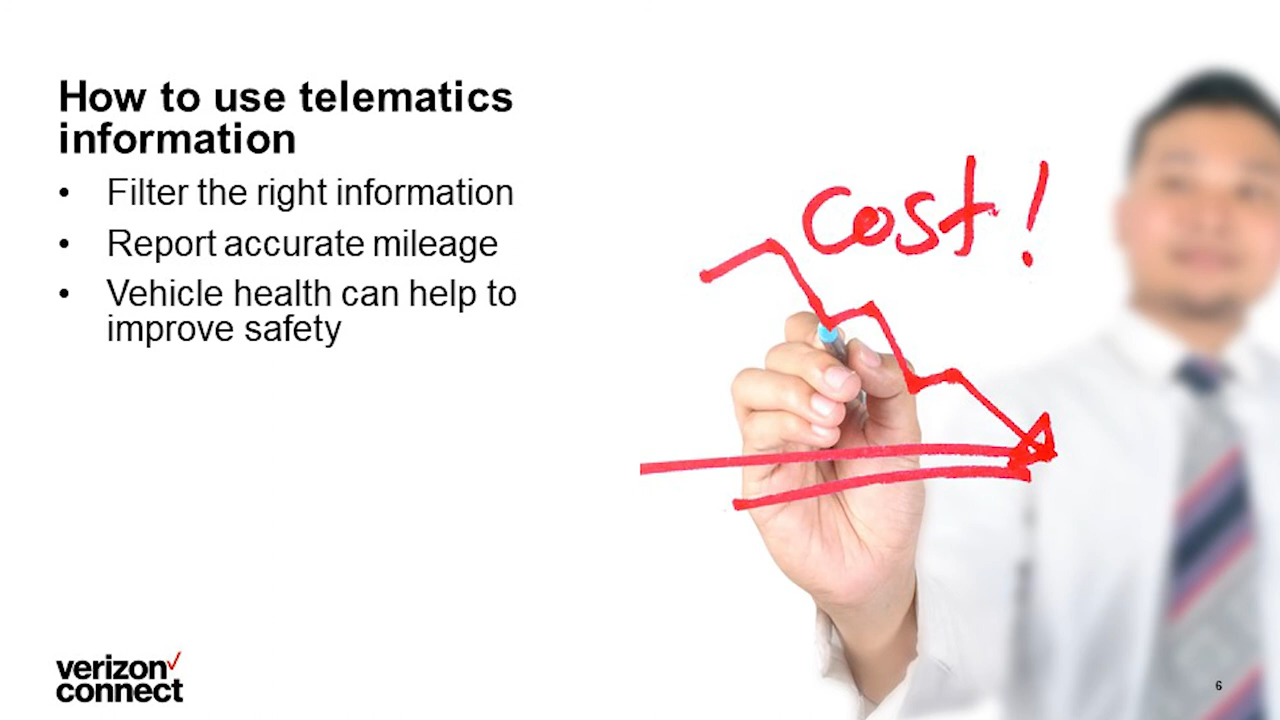 How to use telematics
information
• Filter the right information
• Report accurate mileage
• Vehicle health can help to
improve safety
cost!
verizon
connect
6